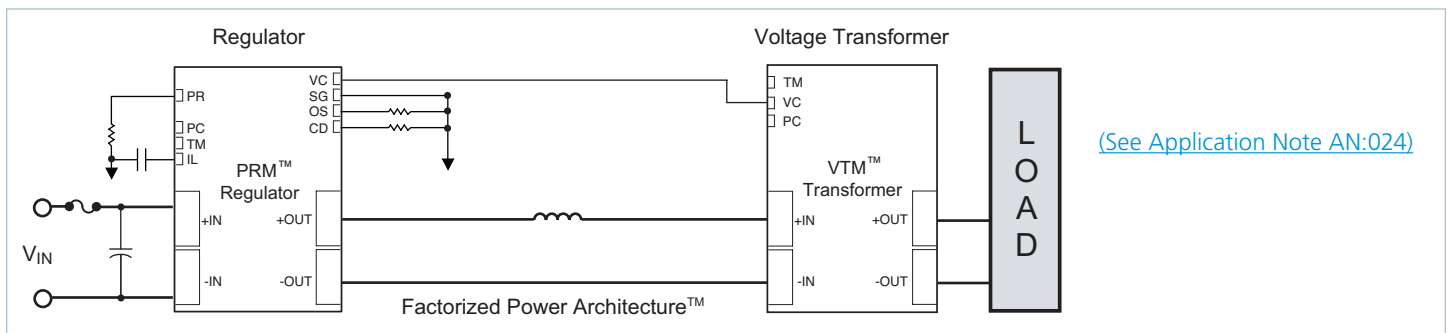 Regulator
Voltage Transformer
PR
PC
TM
IL
VC
SG
OS
CD
PRM™
Regulator
+IN
-IN
+OUT
-OUT
VIN
Factorized Power Architecture™
TM
VC
PC
VTM™
Transformer
+IN
-IN
+OUT
-OUT
L
O
A
D
(See Application Note AN:024)